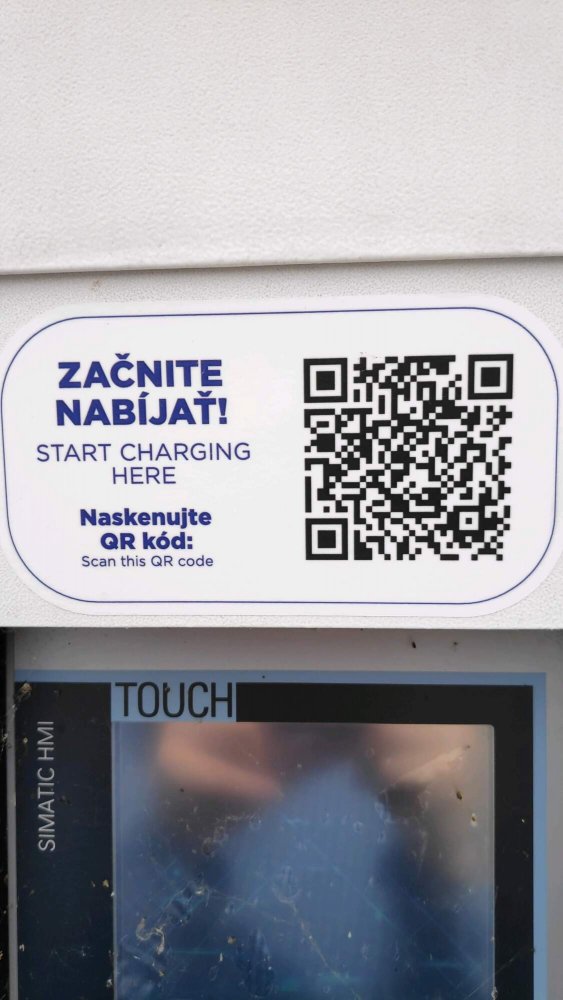 ZAČNITE
NABÍJAŤ!
START CHARGING
HERE
Naskenujte
QR kód:
Scan this QR code
TOUCH
SIMATIC HMI